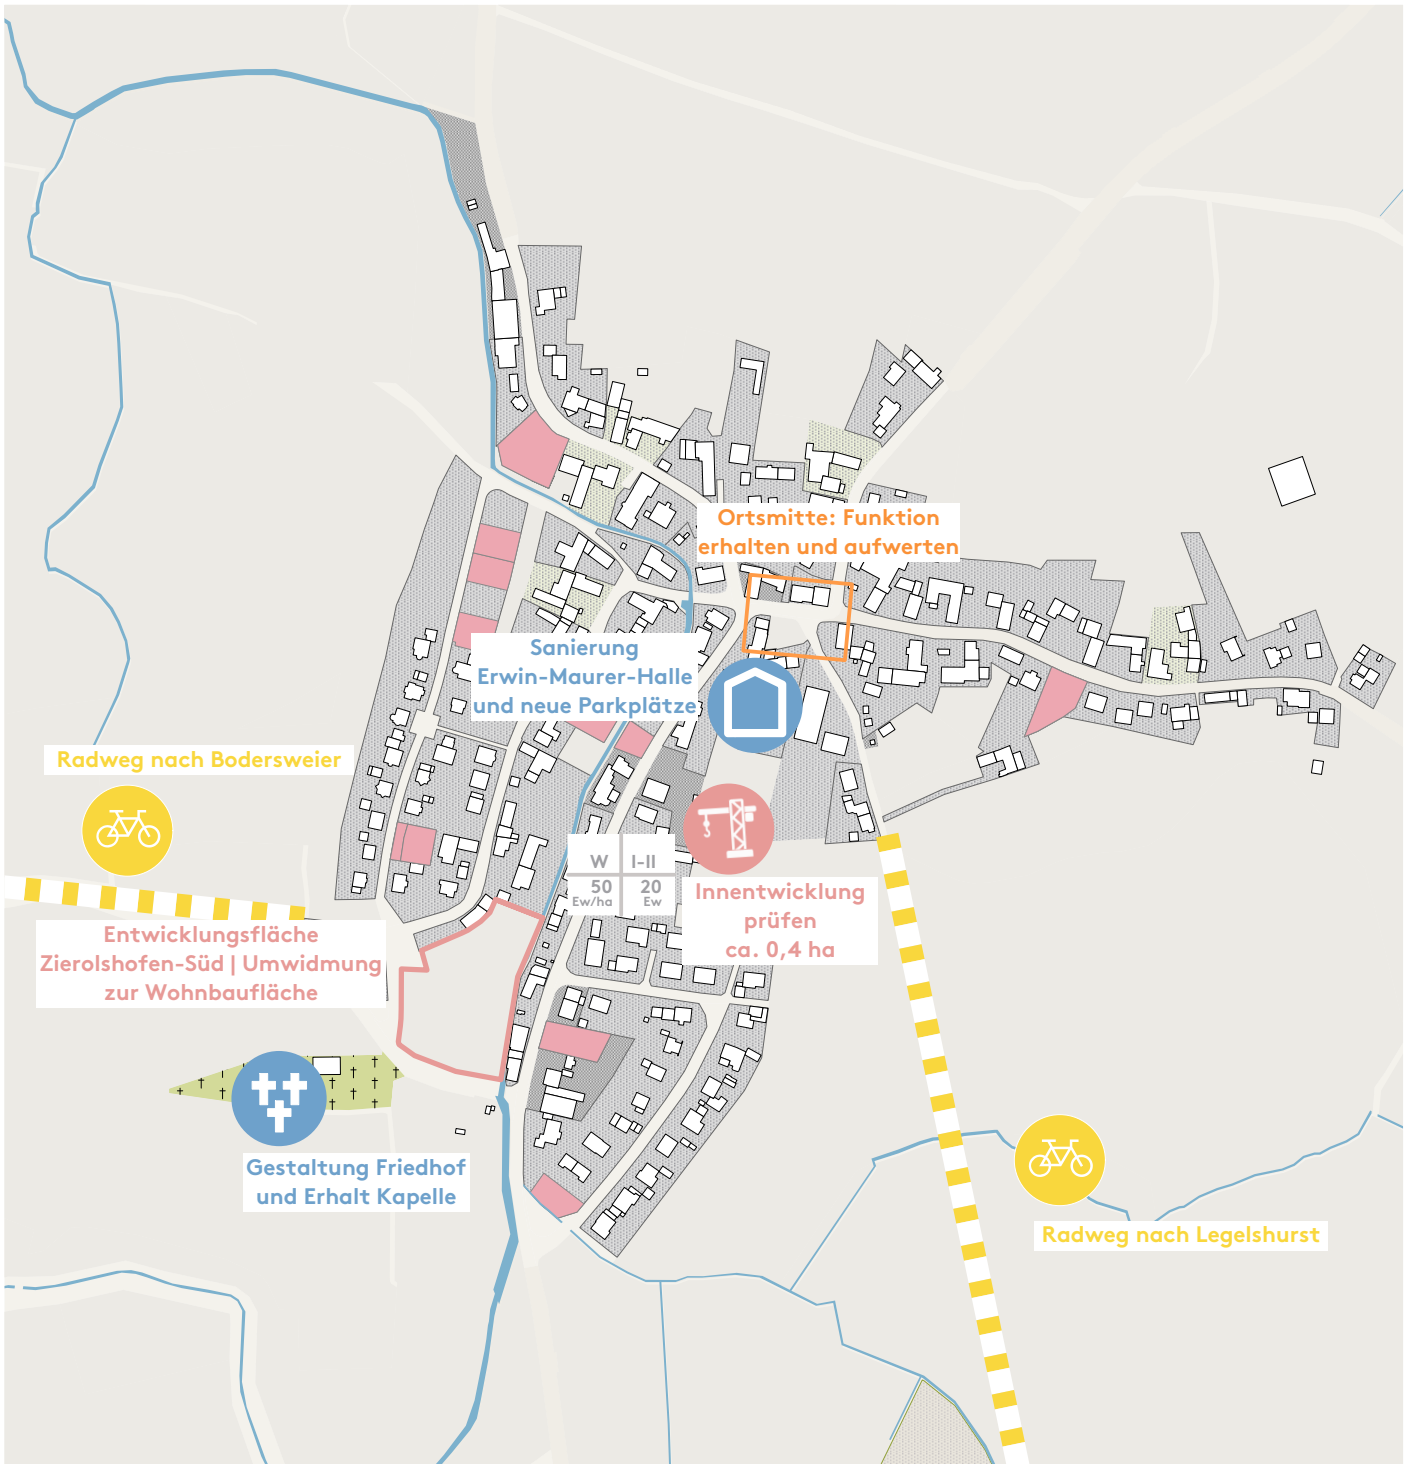 Ortsmitte: Funktion
erhalten und aufwerten
Sanierung
Erwin-Maurer-Halle
und neue Parkplätze
Radweg nach Bodersweier
W
I-II
50
Ew/ha
20
Ew
Innentwicklung
prüfen
ca. 0,4 ha
Entwicklungsfläche
Zierolshofen-Süd | Umwidmung
zur Wohnbaufläche
Gestaltung Friedhof
und Erhalt Kapelle
Radweg nach Legelshurst